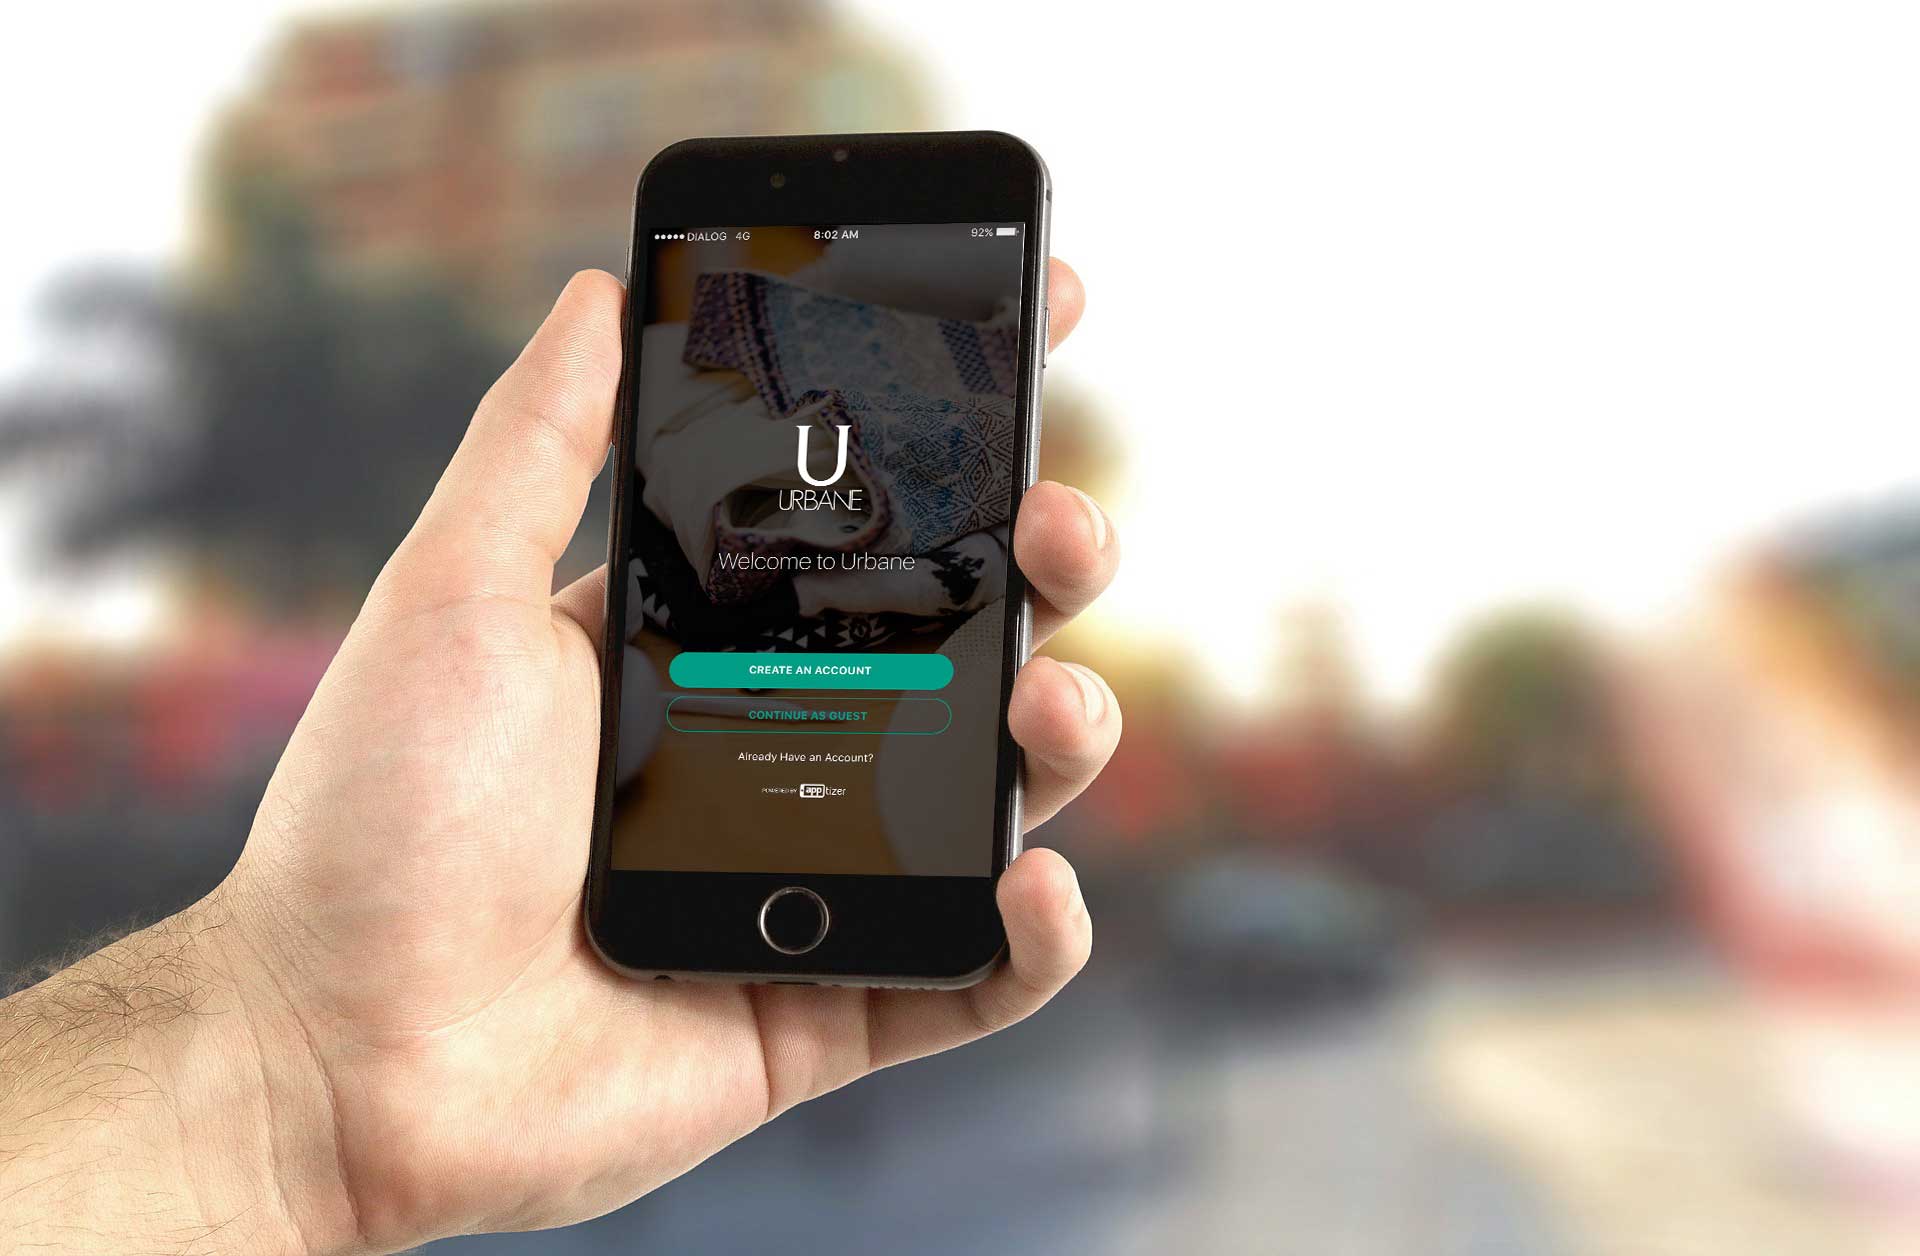 DIALOG 4G 8:02 AM 92%
U
URBANE
Welcome to Urbane
CREATE AN ACCOUNT
CONTINUE AS GUEST
Already Have an Account?
POWERED BY apptizer